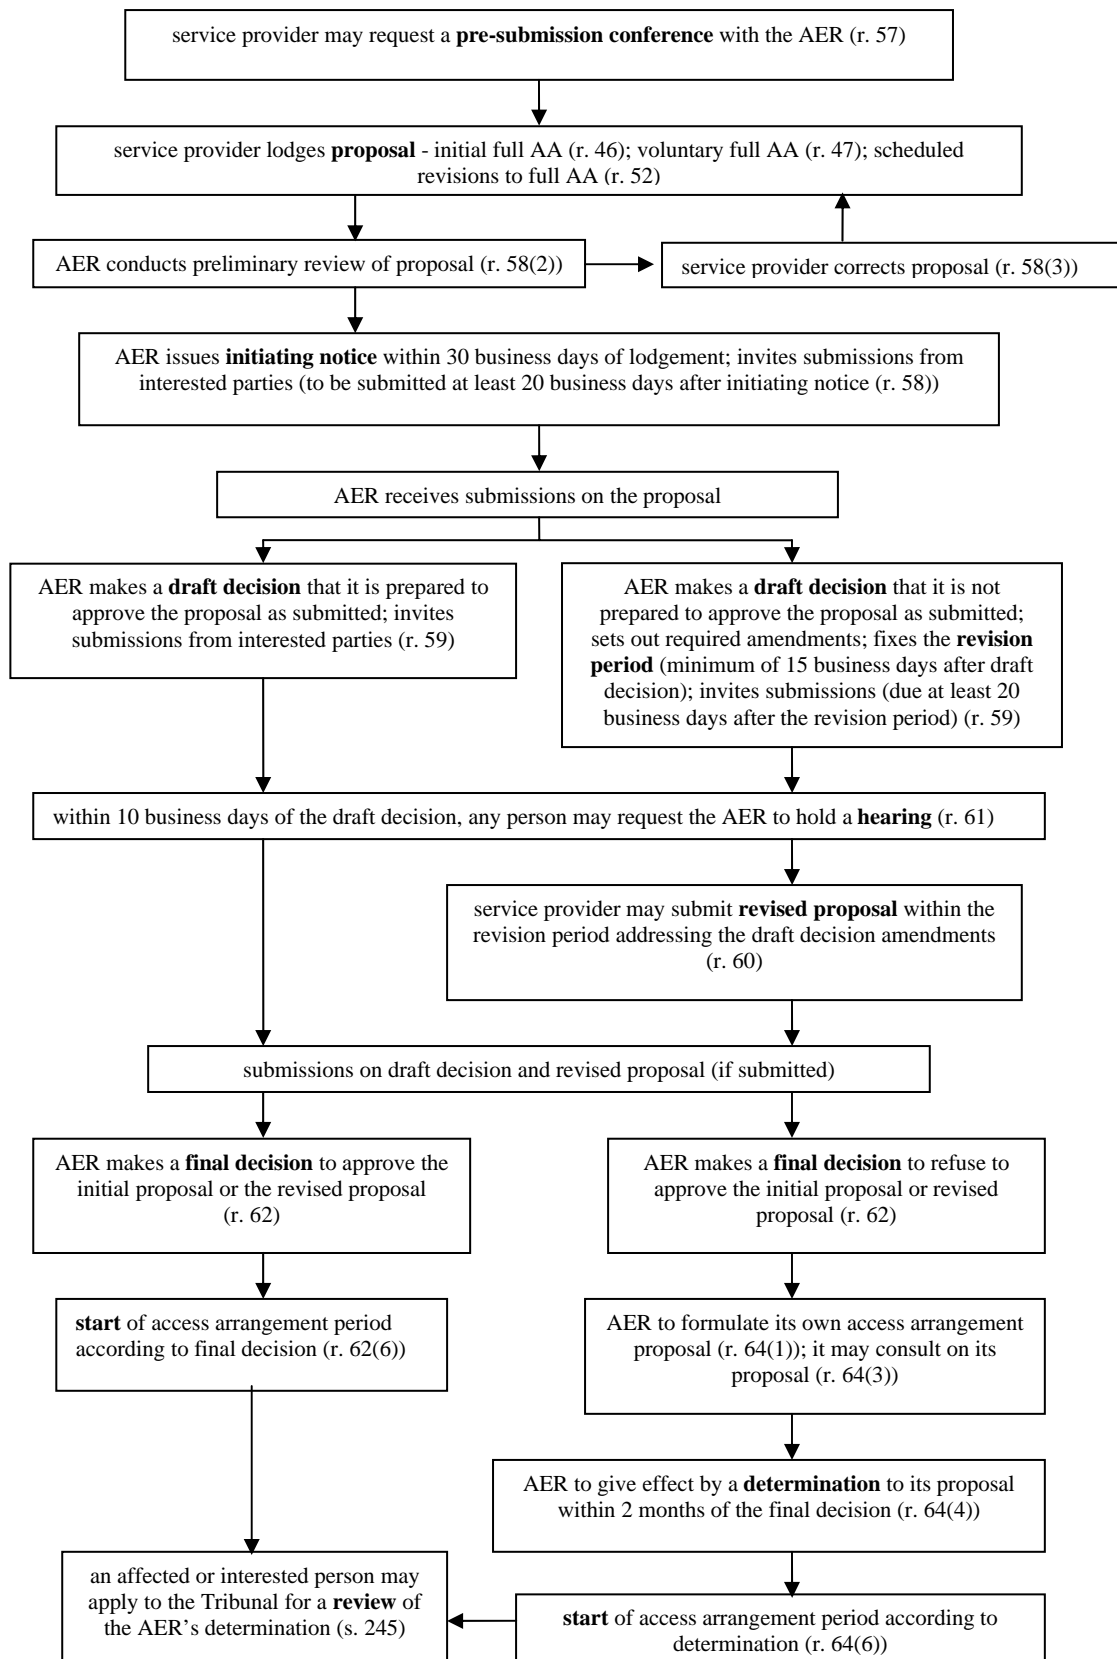 service provider may request a pre-submission conference with the AER (r. 57)
service provider lodges proposal - initial full AA (r. 46); voluntary full AA (r. 47); scheduled
revisions to full AA (r. 52)
AER conducts preliminary review of proposal (r. 58(2))
service provider corrects proposal (r. 58(3))
AER issues initiating notice within 30 business days of lodgement; invites submissions from
interested parties (to be submitted at least 20 business days after initiating notice (r. 58))
AER receives submissions on the proposal
AER makes a draft decision that it is prepared to
approve the proposal as submitted; invites
submissions from interested parties (r. 59)
AER makes a draft decision that it is not
prepared to approve the proposal as submitted;
sets out required amendments; fixes the revision
period (minimum of 15 business days after draft
decision); invites submissions (due at least 20
business days after the revision period) (r. 59)
within 10 business days of the draft decision, any person may request the AER to hold a hearing (r. 61)
service provider may submit revised proposal within the
revision period addressing the draft decision amendments
(r. 60)
submissions on draft decision and revised proposal (if submitted)
AER makes a final decision to approve the
initial proposal or the revised proposal
(r. 62)
AER makes a final decision to refuse to
approve the initial proposal or revised
proposal (r. 62)
start of access arrangement period
according to final decision (r. 62(6))
AER to formulate its own access arrangement
proposal (r. 64(1)); it may consult on its
proposal (r. 64(3))
AER to give effect by a determination to its proposal
within 2 months of the final decision (r. 64(4))
an affected or interested person may
apply to the Tribunal for a review of
the AER's determination (s. 245)
start of access arrangement period according to
determination (r. 64(6))